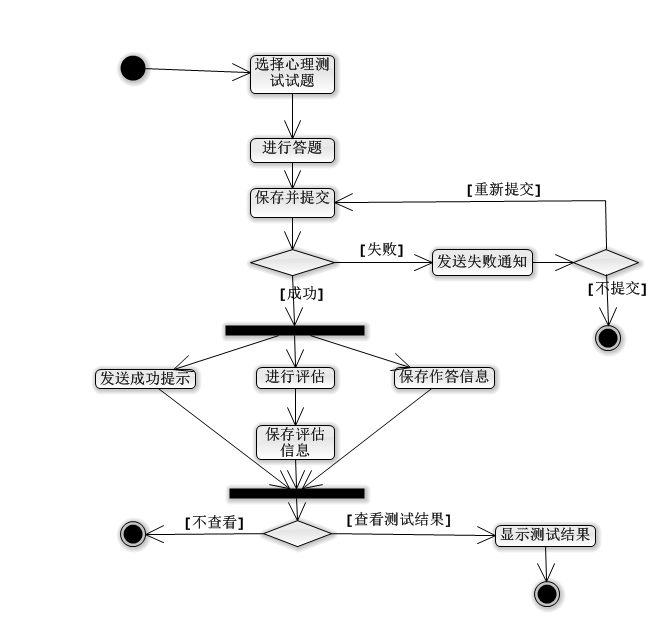 选择心理测
试试题
进行答题
保存并提交
[重新提交]
[失败]
发送失败通知
[不提交]
[成功]
发送成功提示
进行评估
保存作答信息
保存评估
信息
[不查看]
[查看测试结果]
显示测试结果